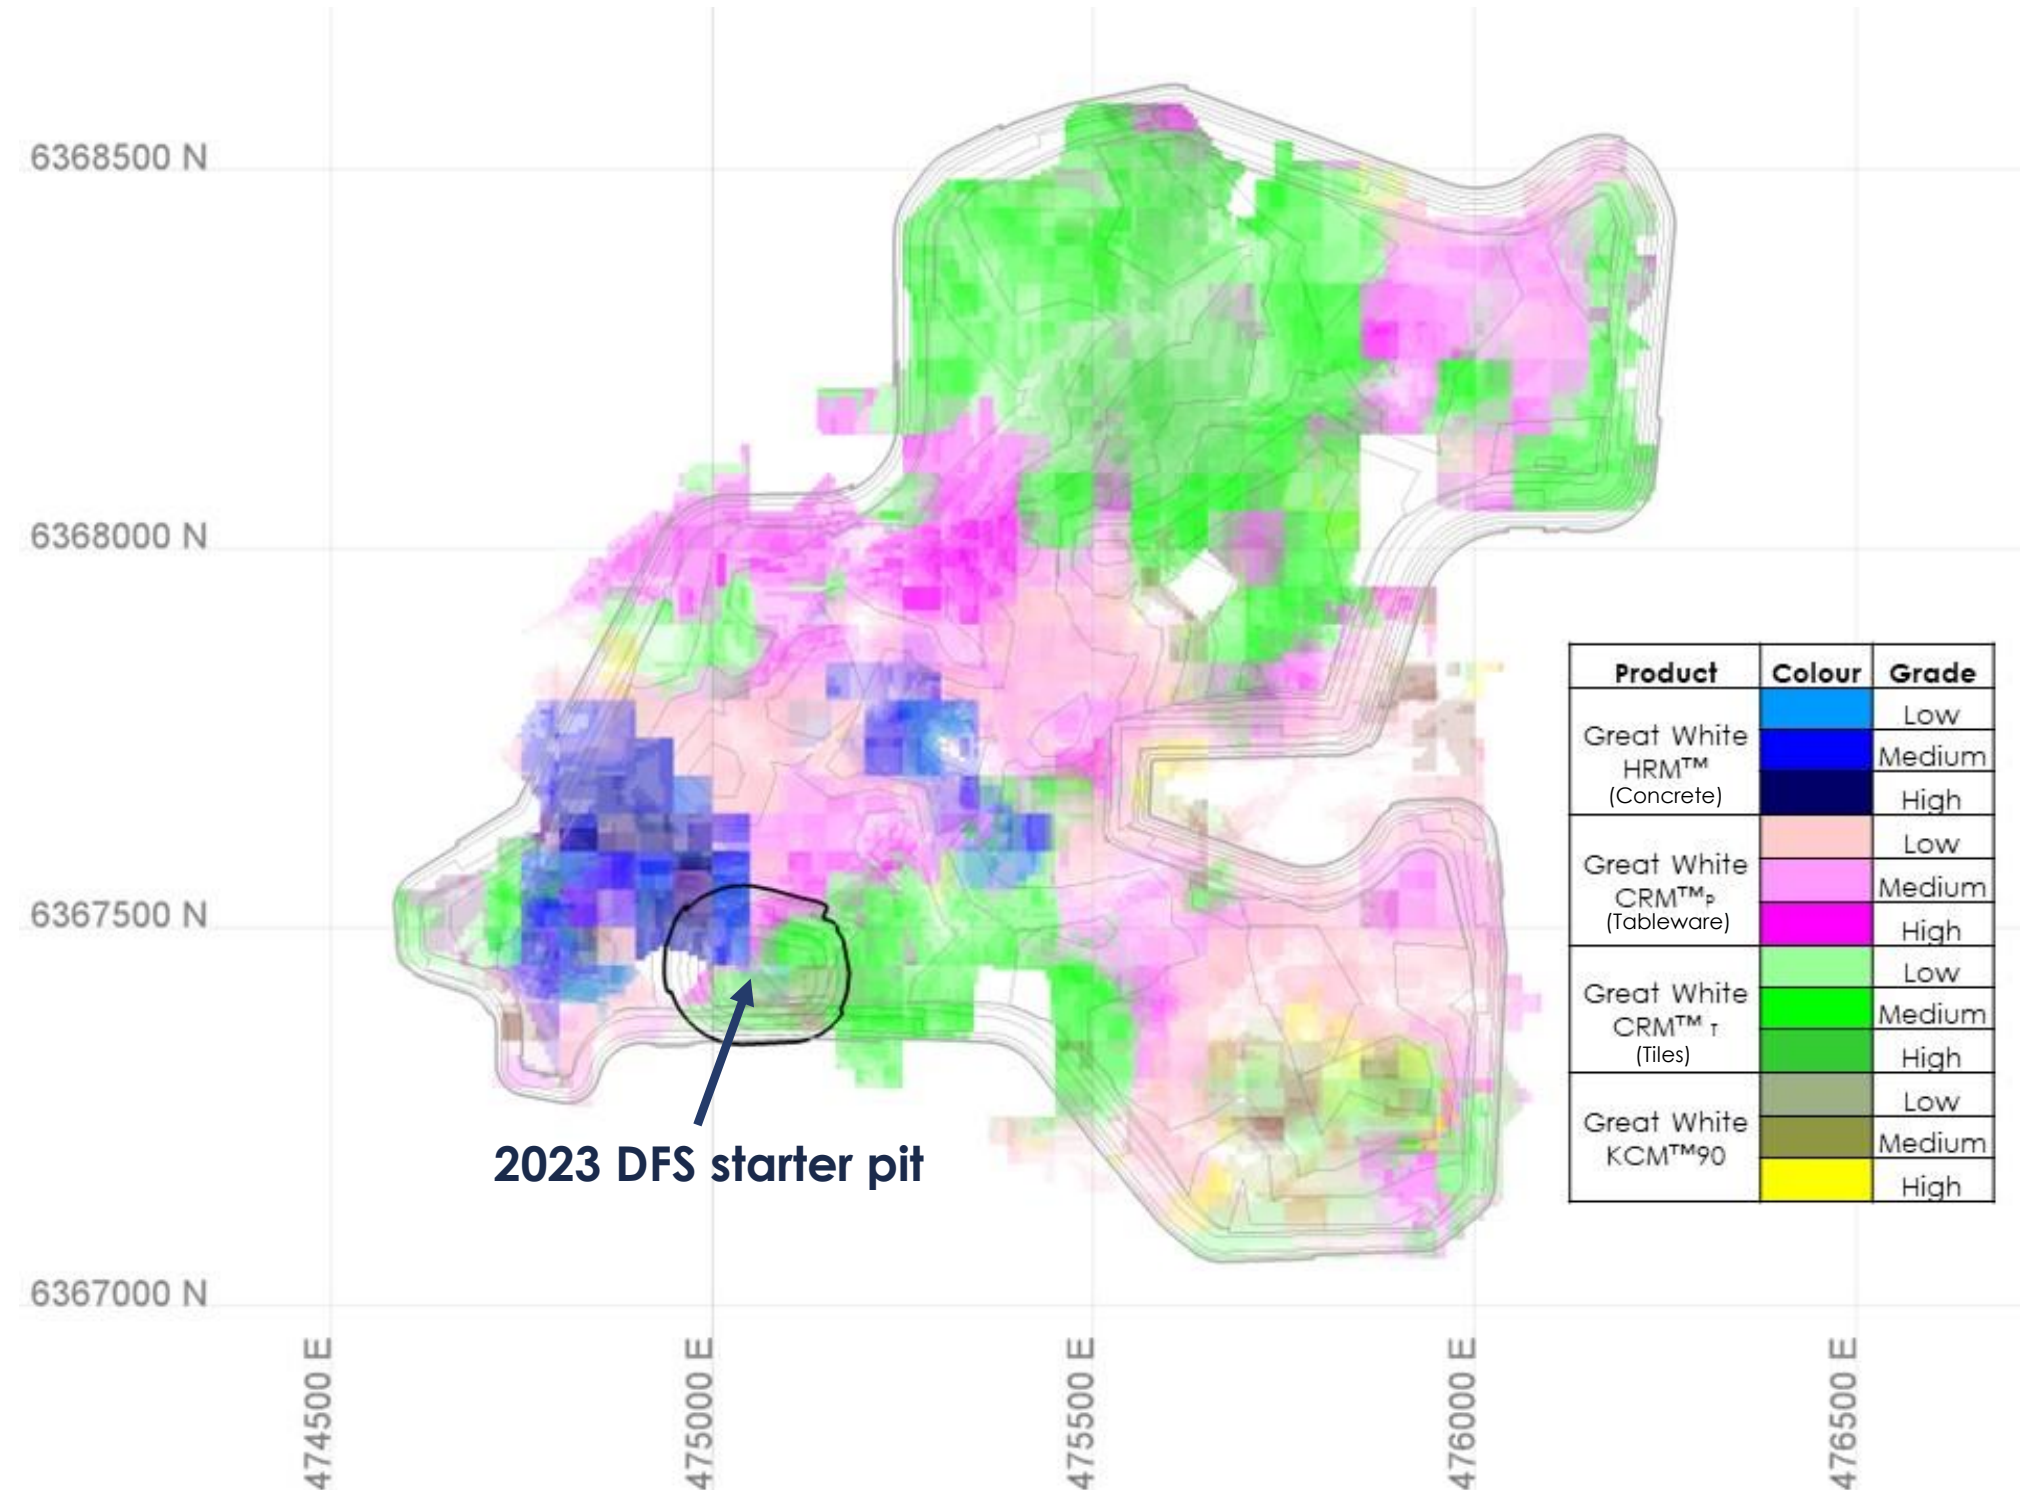 6368500 N
6368000 N
6367500 N
6367000 N
474500 E
475000 E
475500 E
476000 E
476500 E
2023 DFS starter pit
Product Colour Grade
Great White HRM™ (Concrete)
Low
Medium
High
Great White CRM™P (Tableware)
Low
Medium
High
Great White CRM™ T (Tiles)
Low
Medium
High
Great White KCM™90
Low
Medium
High